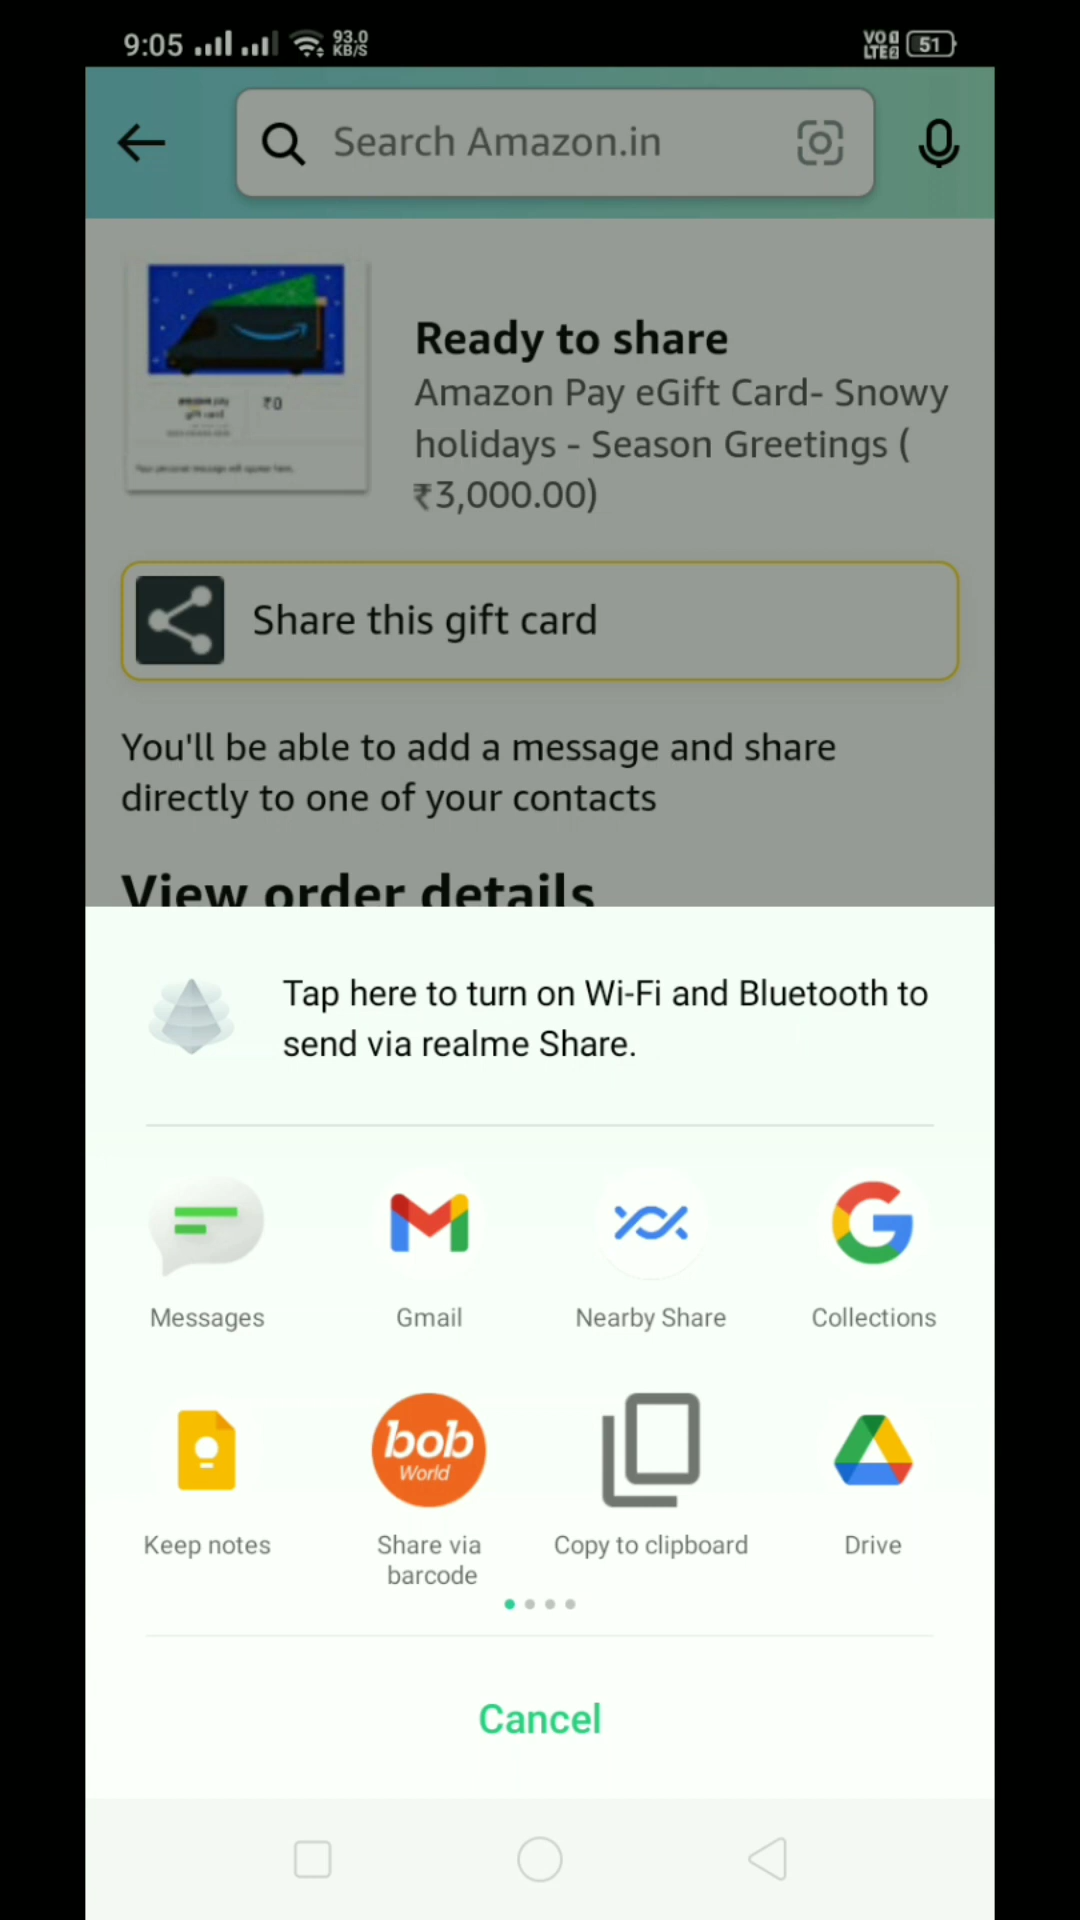 9:05 93.0 KB/S VO LTE 51
Search Amazon.in
₹0
Ready to share
Amazon Pay eGift Card- Snowy
holidays - Season Greetings (
₹3,000.00)
Share this gift card
You'll be able to add a message and share
directly to one of your contacts
View order details
Tap here to turn on Wi-Fi and Bluetooth to
send via realme Share.
Messages Gmail Nearby Share Collections
bob
World
Keep notes Share via Copy to clipboard Drive
barcode
Cancel